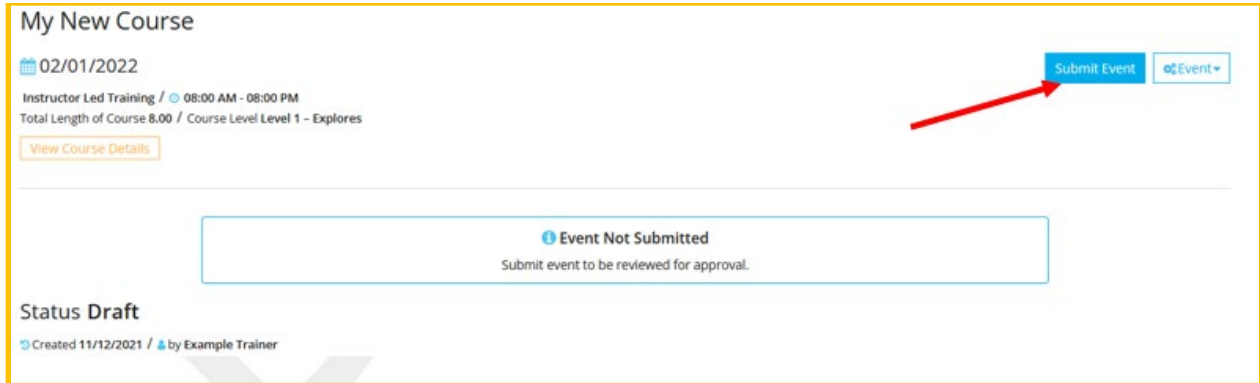 My New Course
02/01/2022
Submit Event
Event
Instructor Led Training / 08:00 AM - 08:00 PM
Total Length of Course 8.00 / Course Level Level 1 – Explores
View Course Details
Event Not Submitted
Submit event to be reviewed for approval.
Status Draft
Created 11/12/2021 / by Example Trainer